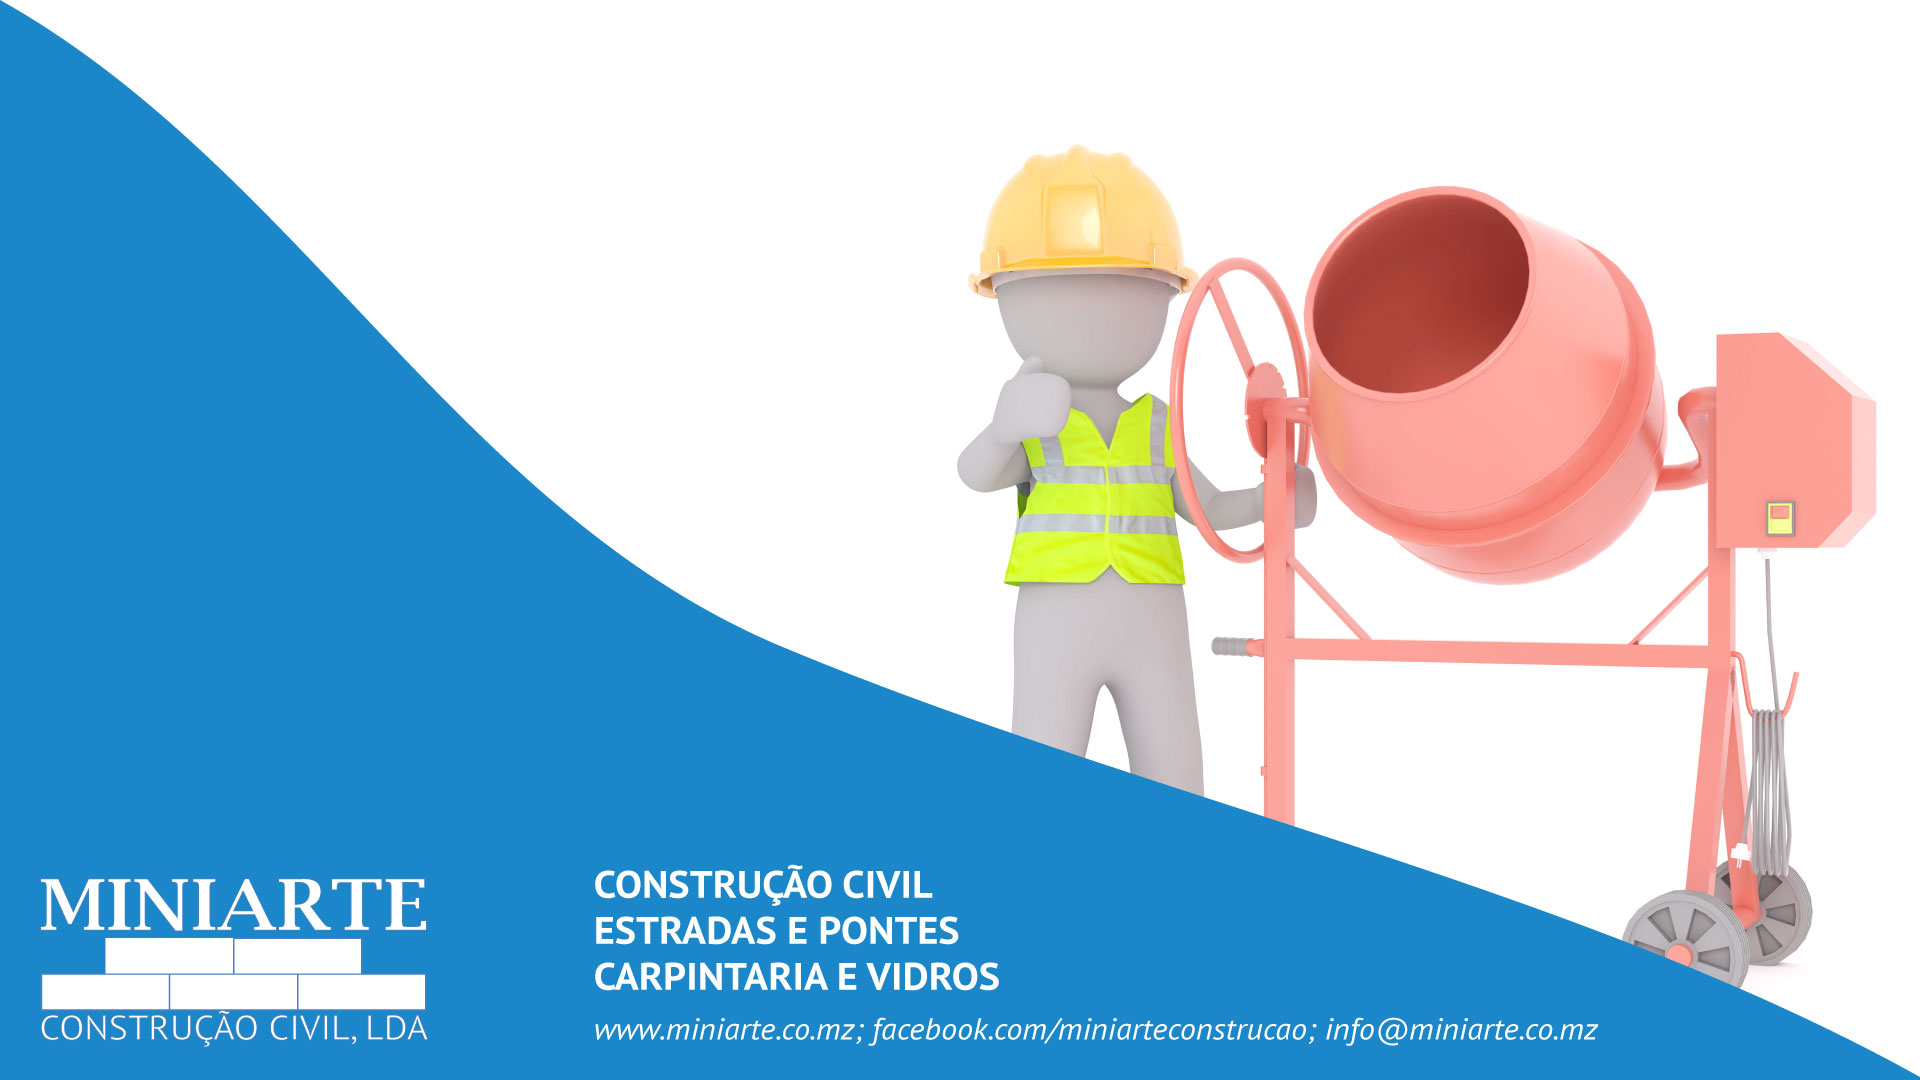 MINIARTE
CONSTRUÇÃO CIVIL, LDA
CONSTRUÇÃO CIVIL
ESTRADAS E PONTES
CARPINTARIA E VIDROS
www.miniarte.co.mz; facebook.com/miniarteconstrucao; info@miniarte.co.mz